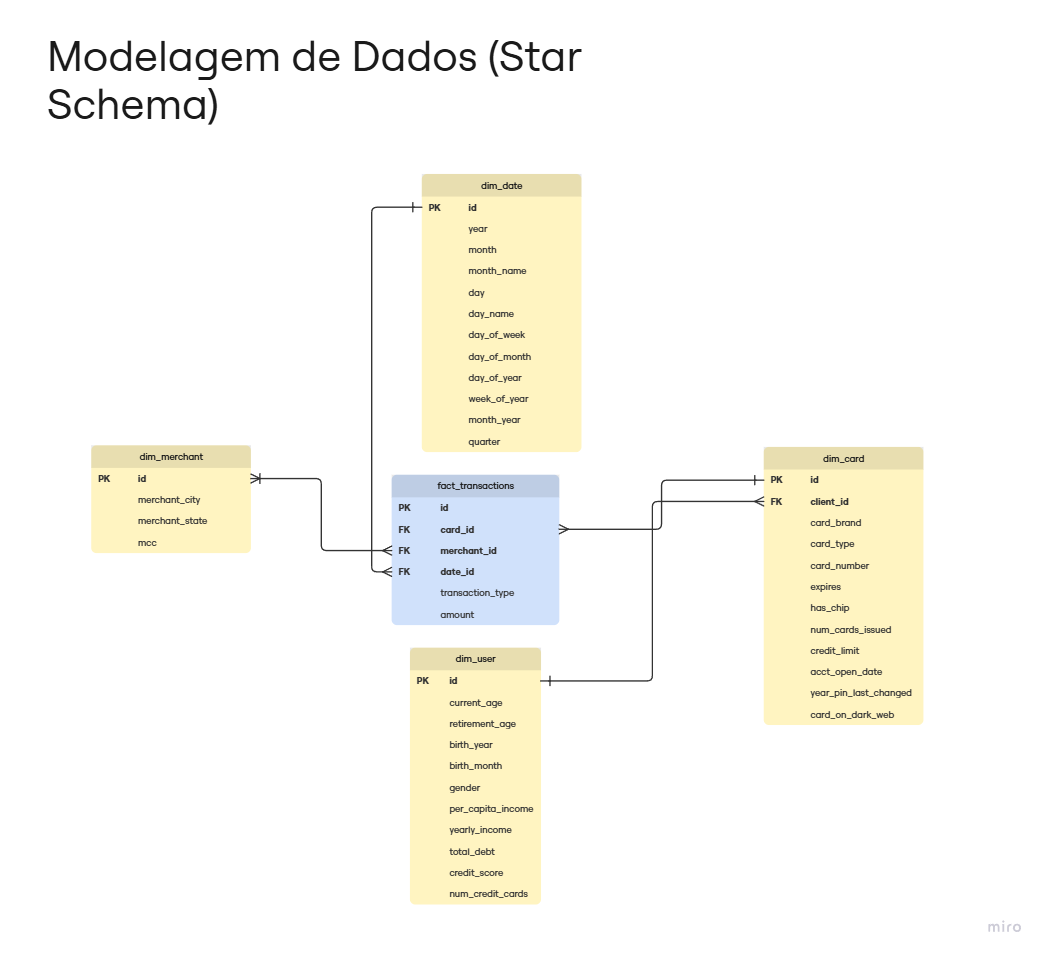 Modelagem de Dados (Star
Schema)
dim_date
PK id
year
month
month_name
day
day_name
day_of_week
day_of_month
day_of_year
week_of_year
month_year
quarter
dim_merchant
PK id
merchant_city
merchant_state
mcc
fact_transactions
PK id
FK card_id
FK merchant_id
FK date_id
transaction_type
amount
dim_card
PK id
FK client_id
card_brand
card_type
card_number
expires
has_chip
num_cards_issued
credit_limit
acct_open_date
year_pin_last_changed
card_on_dark_web
dim_user
PK id
current_age
retirement_age
birth_year
birth_month
gender
per_capita_income
yearly_income
total_debt
credit_score
num_credit_cards
miro